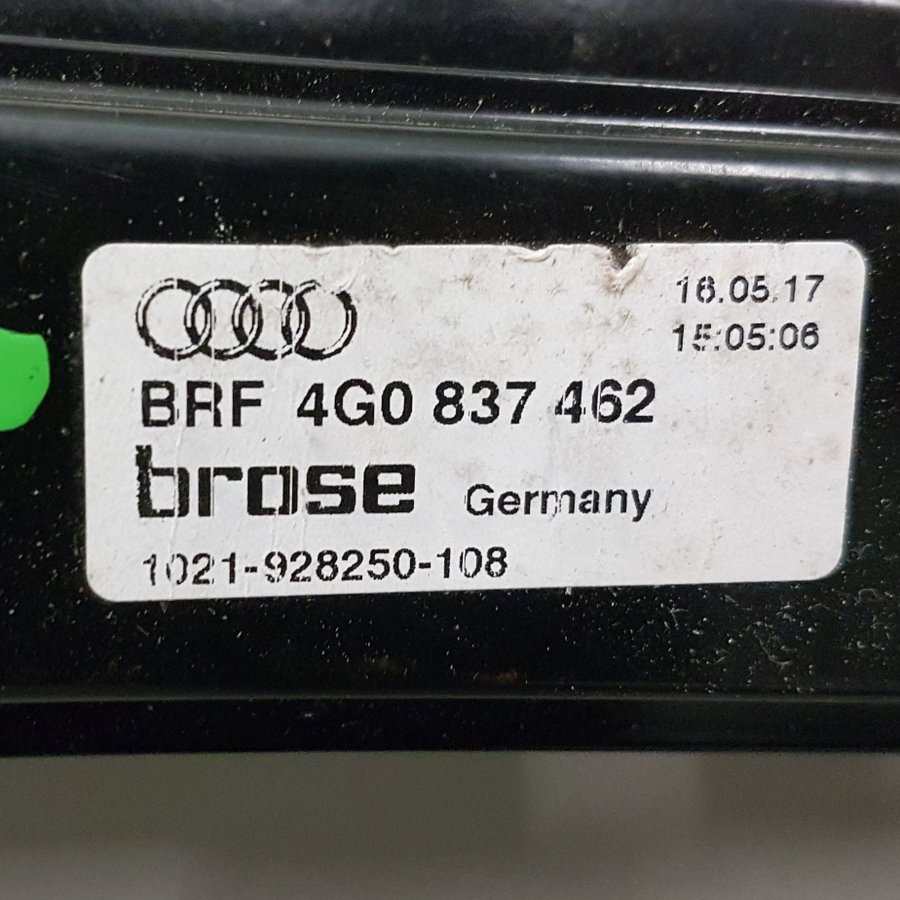 16.05.17
15:05:06
BRF 4G0 837 462
brose Germany
1021-928250-108